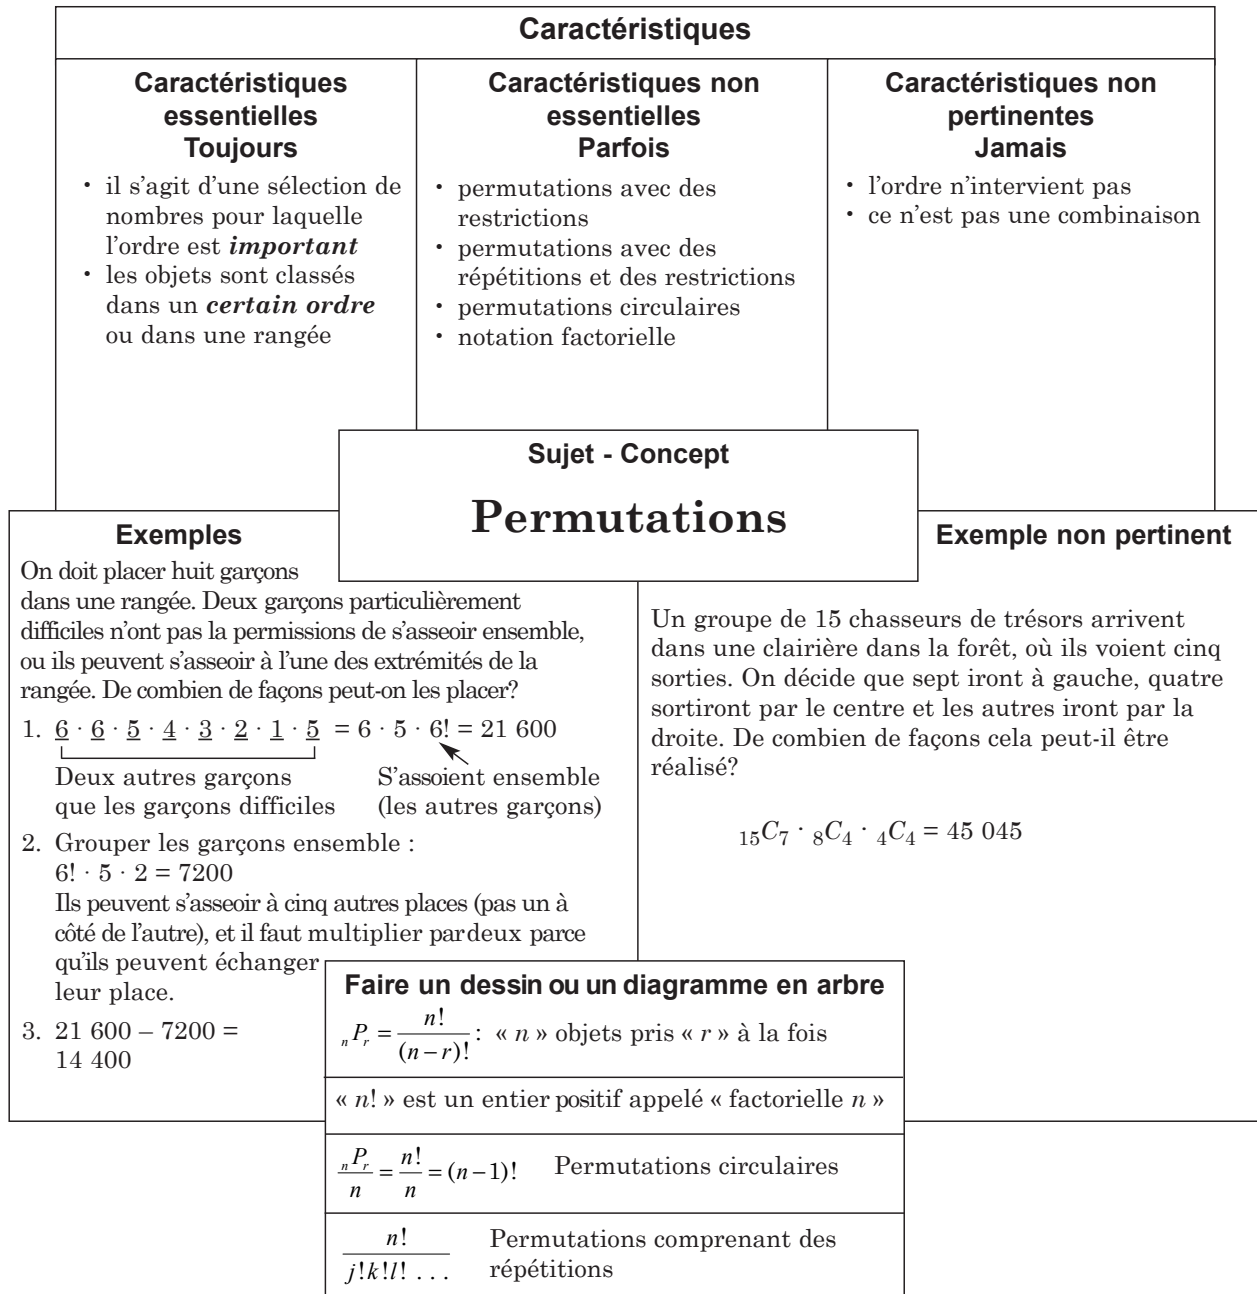 Caractéristiques
Caractéristiques
essentielles
Toujours
• il s'agit d'une sélection de
nombres pour laquelle
l'ordre est important
• les objets sont classés
dans un certain ordre
ou dans une rangée
Caractéristiques non
essentielles
Parfois
• permutations avec des
restrictions
• permutations avec des
répétitions et des restrictions
• permutations circulaires
• notation factorielle
Caractéristiques non
pertinentes
Jamais
• l'ordre n'intervient pas
• ce n'est pas une combinaison
Sujet - Concept
Permutations
Exemples
On doit placer huit garçons
dans une rangée. Deux garçons particulièrement
difficiles n'ont pas la permissions de s'asseoir ensemble,
ou ils peuvent s'asseoir à l'une des extrémités de la
rangée. De combien de façons peut-on les placer?
1. 6 · 6 · 5 · 4 · 3 · 2 · 1 · 5 = 6 · 5 · 6! = 21 600
Deux autres garçons
que les garçons difficiles
S'assoient ensemble
(les autres garçons)
2. Grouper les garçons ensemble :
6! · 5 · 2 = 7200
Ils peuvent s'asseoir à cinq autres places (pas un à
côté de l'autre), et il faut multiplier par deux parce
qu'ils peuvent échanger
leur place.
3. 21 600 – 7200 =
14 400
Exemple non pertinent
Un groupe de 15 chasseurs de trésors arrivent
dans une clairière dans la forêt, où ils voient cinq
sorties. On décide que sept iront à gauche, quatre
sortiront par le centre et les autres iront par la
droite. De combien de façons cela peut-il être
réalisé?
₁₅C₇ · ₈C₄ · ₄C₄ = 45 045
Faire un dessin ou un diagramme en arbre
ₙPᵣ = n!/(n – r)! : « n » objets pris « r » à la fois
« n! » est un entier positif appelé « factorielle n »
ₙPᵣ/n = n!/n = (n – 1)! Permutations circulaires
n!/(j!k!l! . . .) Permutations comprenant des
répétitions